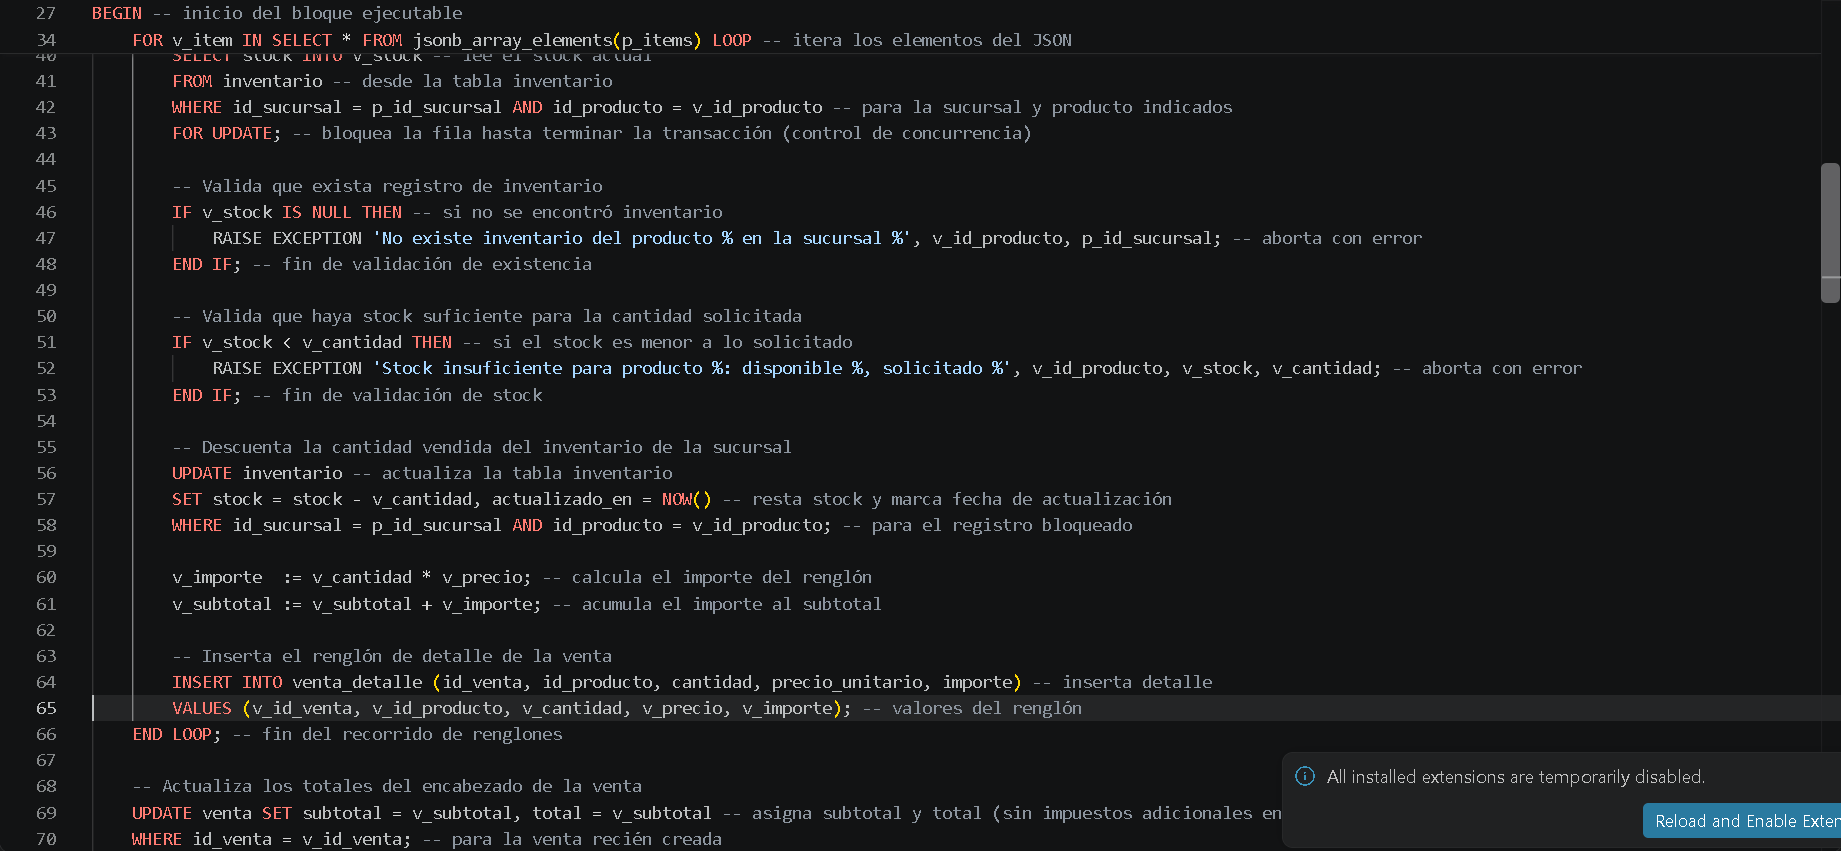 27 BEGIN -- inicio del bloque ejecutable
34 FOR v_item IN SELECT * FROM jsonb_array_elements(p_items) LOOP -- itera los elementos del JSON
40 SELECT stock INTO v_stock -- lee el stock actual
41 FROM inventario -- desde la tabla inventario
42 WHERE id_sucursal = p_id_sucursal AND id_producto = v_id_producto -- para la sucursal y producto indicados
43 FOR UPDATE; -- bloquea la fila hasta terminar la transacción (control de concurrencia)
44
45 -- Valida que exista registro de inventario
46 IF v_stock IS NULL THEN -- si no se encontró inventario
47 RAISE EXCEPTION 'No existe inventario del producto % en la sucursal %', v_id_producto, p_id_sucursal; -- aborta con error
48 END IF; -- fin de validación de existencia
49
50 -- Valida que haya stock suficiente para la cantidad solicitada
51 IF v_stock < v_cantidad THEN -- si el stock es menor a lo solicitado
52 RAISE EXCEPTION 'Stock insuficiente para producto %: disponible %, solicitado %', v_id_producto, v_stock, v_cantidad; -- aborta con error
53 END IF; -- fin de validación de stock
54
55 -- Descuenta la cantidad vendida del inventario de la sucursal
56 UPDATE inventario -- actualiza la tabla inventario
57 SET stock = stock - v_cantidad, actualizado_en = NOW() -- resta stock y marca fecha de actualización
58 WHERE id_sucursal = p_id_sucursal AND id_producto = v_id_producto; -- para el registro bloqueado
59
60 v_importe  := v_cantidad * v_precio; -- calcula el importe del renglón
61 v_subtotal := v_subtotal + v_importe; -- acumula el importe al subtotal
62
63 -- Inserta el renglón de detalle de la venta
64 INSERT INTO venta_detalle (id_venta, id_producto, cantidad, precio_unitario, importe) -- inserta detalle
65 VALUES (v_id_venta, v_id_producto, v_cantidad, v_precio, v_importe); -- valores del renglón
66 END LOOP; -- fin del recorrido de renglones
67
68 -- Actualiza los totales del encabezado de la venta
69 UPDATE venta SET subtotal = v_subtotal, total = v_subtotal -- asigna subtotal y total (sin impuestos adicionales en
70 WHERE id_venta = v_id_venta; -- para la venta recién creada
All installed extensions are temporarily disabled.
Reload and Enable Exten